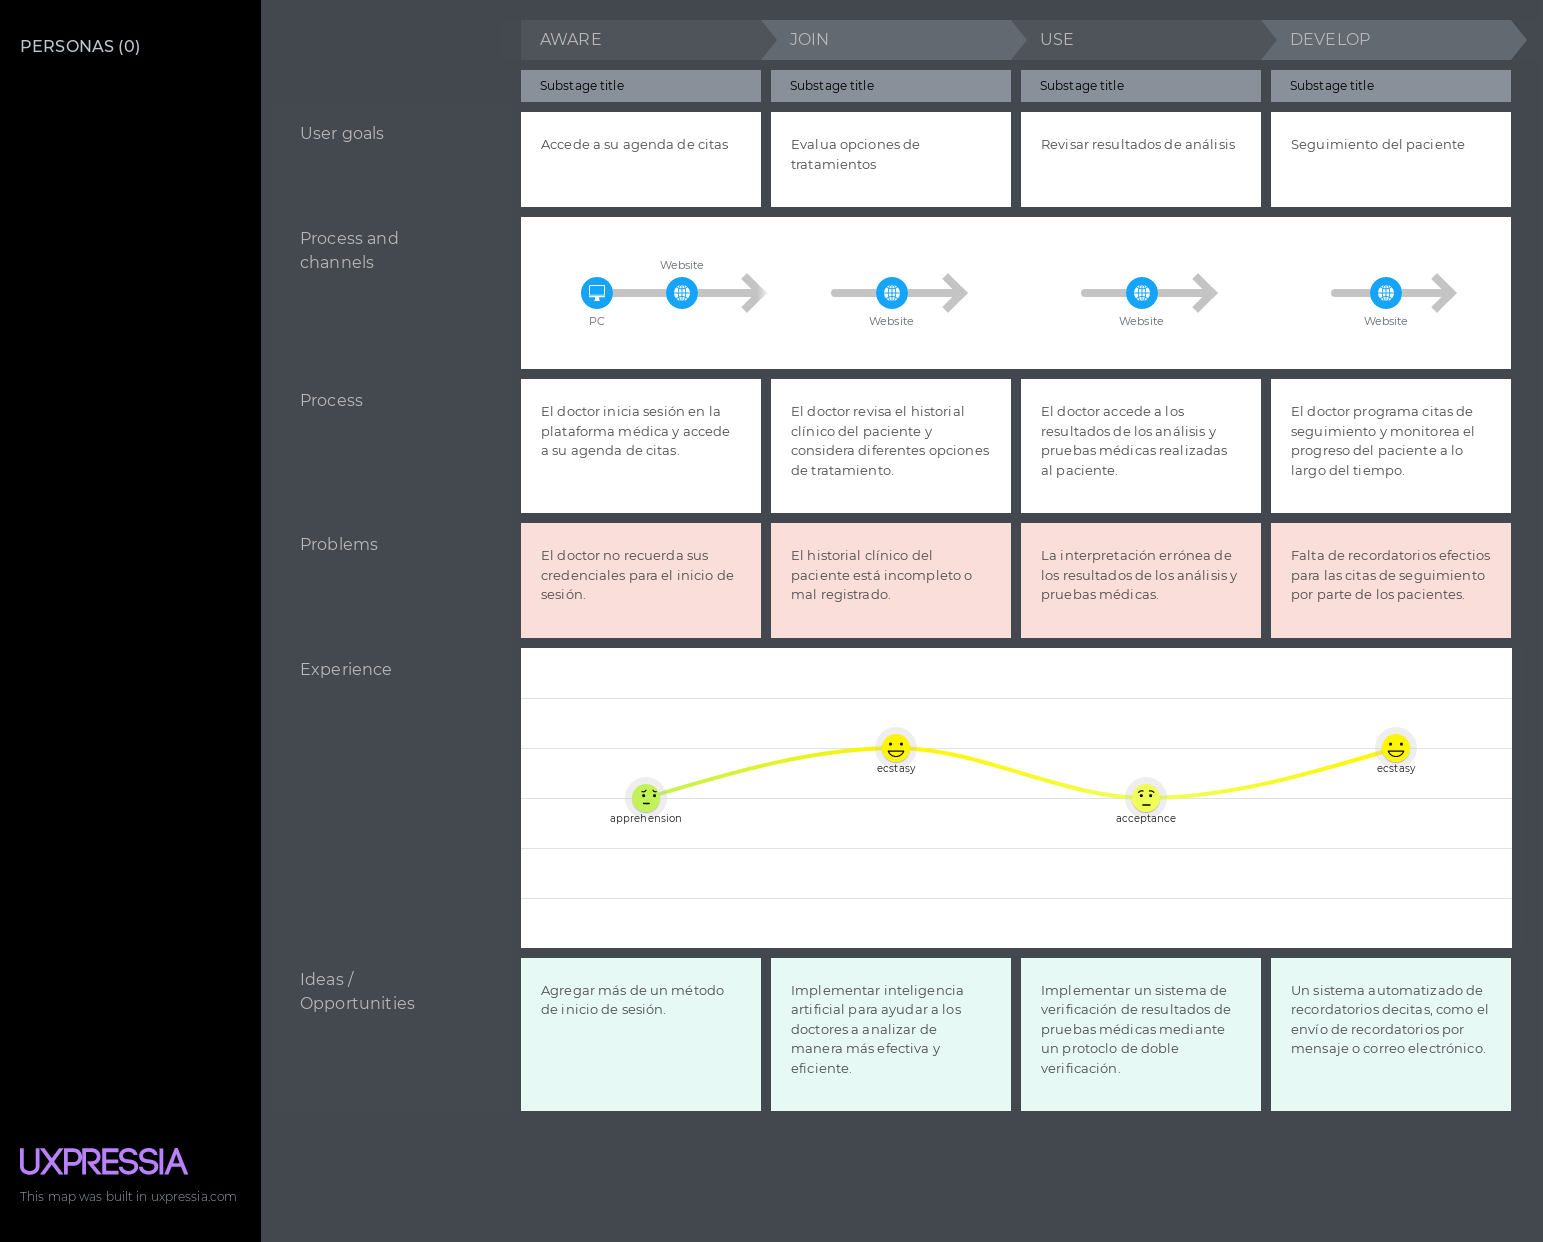 PERSONAS (0)
AWARE
JOIN
USE
DEVELOP
Substage title
Substage title
Substage title
Substage title
User goals
Accede a su agenda de citas
Evalua opciones de
tratamientos
Revisar resultados de análisis
Seguimiento del paciente
Process and
channels
PC
Website
Website
Website
Website
Process
El doctor inicia sesión en la
plataforma médica y accede
a su agenda de citas.
El doctor revisa el historial
clínico del paciente y
considera diferentes opciones
de tratamiento.
El doctor accede a los
resultados de los análisis y
pruebas médicas realizadas
al paciente.
El doctor programa citas de
seguimiento y monitorea el
progreso del paciente a lo
largo del tiempo.
Problems
El doctor no recuerda sus
credenciales para el inicio de
sesión.
El historial clínico del
paciente está incompleto o
mal registrado.
La interpretación errónea de
los resultados de los análisis y
pruebas médicas.
Falta de recordatorios efectios
para las citas de seguimiento
por parte de los pacientes.
Experience
apprehension
ecstasy
acceptance
ecstasy
Ideas /
Opportunities
Agregar más de un método
de inicio de sesión.
Implementar inteligencia
artificial para ayudar a los
doctores a analizar de
manera más efectiva y
eficiente.
Implementar un sistema de
verificación de resultados de
pruebas médicas mediante
un protoclo de doble
verificación.
Un sistema automatizado de
recordatorios decitas, como el
envío de recordatorios por
mensaje o correo electrónico.
UXPRESSIA
This map was built in uxpressia.com